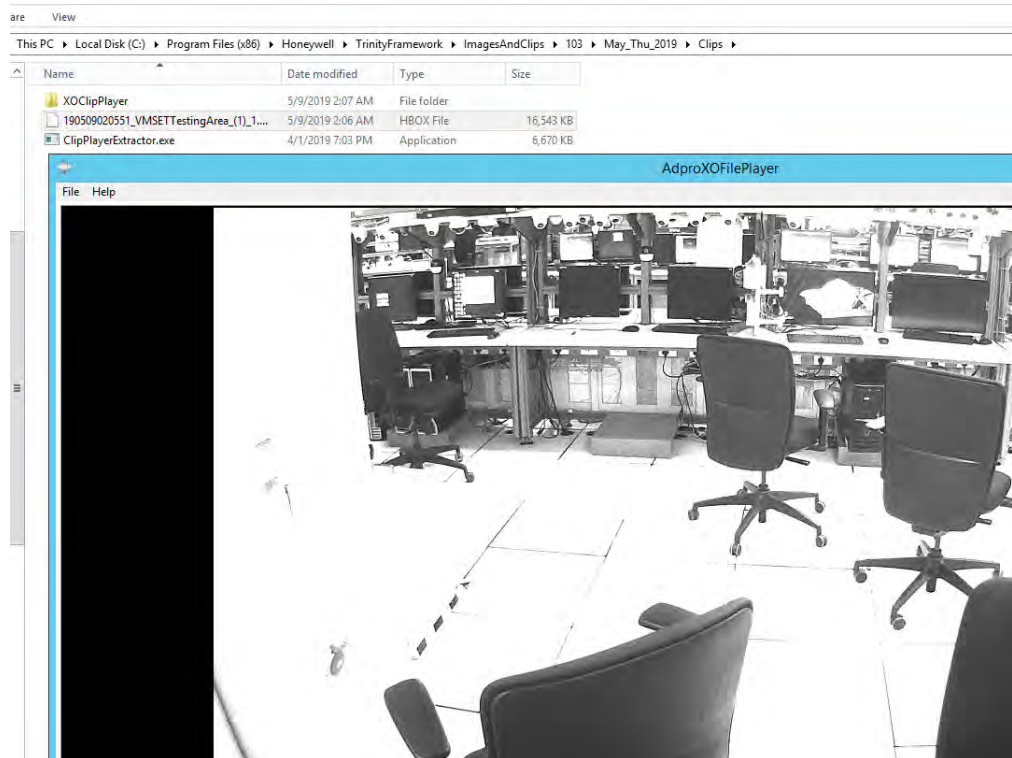 are View
This PC ▸ Local Disk (C:) ▸ Program Files (x86) ▸ Honeywell ▸ TrinityFramework ▸ ImagesAndClips ▸ 103 ▸ May_Thu_2019 ▸ Clips ▸
Name Date modified Type Size
XOClipPlayer 5/9/2019 2:07 AM File folder
190509020551_VMSETTestingArea_(1)_1.... 5/9/2019 2:06 AM HBOX File 16,543 KB
ClipPlayerExtractor.exe 4/1/2019 7:03 PM Application 6,670 KB
AdproXOFilePlayer
File Help